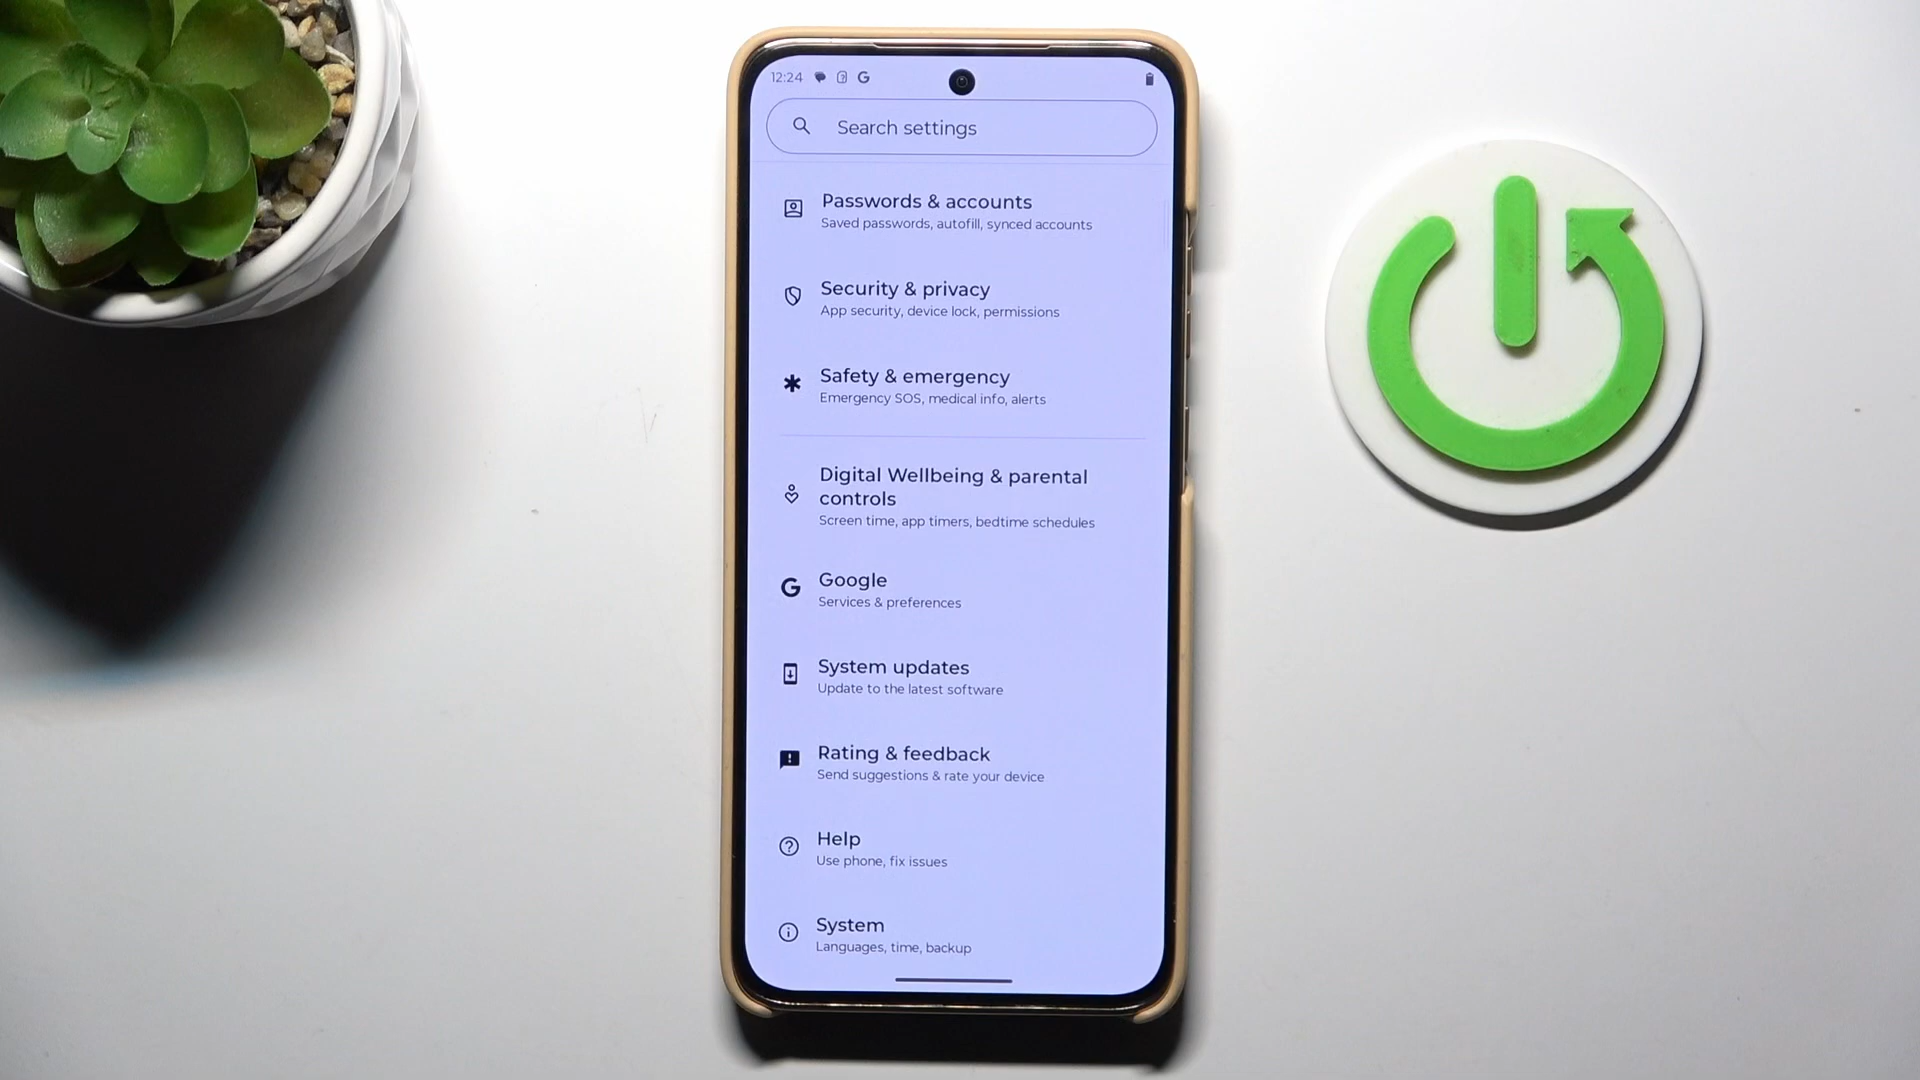 12:24
Search settings
Passwords & accounts
Saved passwords, autofill, synced accounts
Security & privacy
App security, device lock, permissions
Safety & emergency
Emergency SOS, medical info, alerts
Digital Wellbeing & parental
controls
Screen time, app timers, bedtime schedules
Google
Services & preferences
System updates
Update to the latest software
Rating & feedback
Send suggestions & rate your device
Help
Use phone, fix issues
System
Languages, time, backup